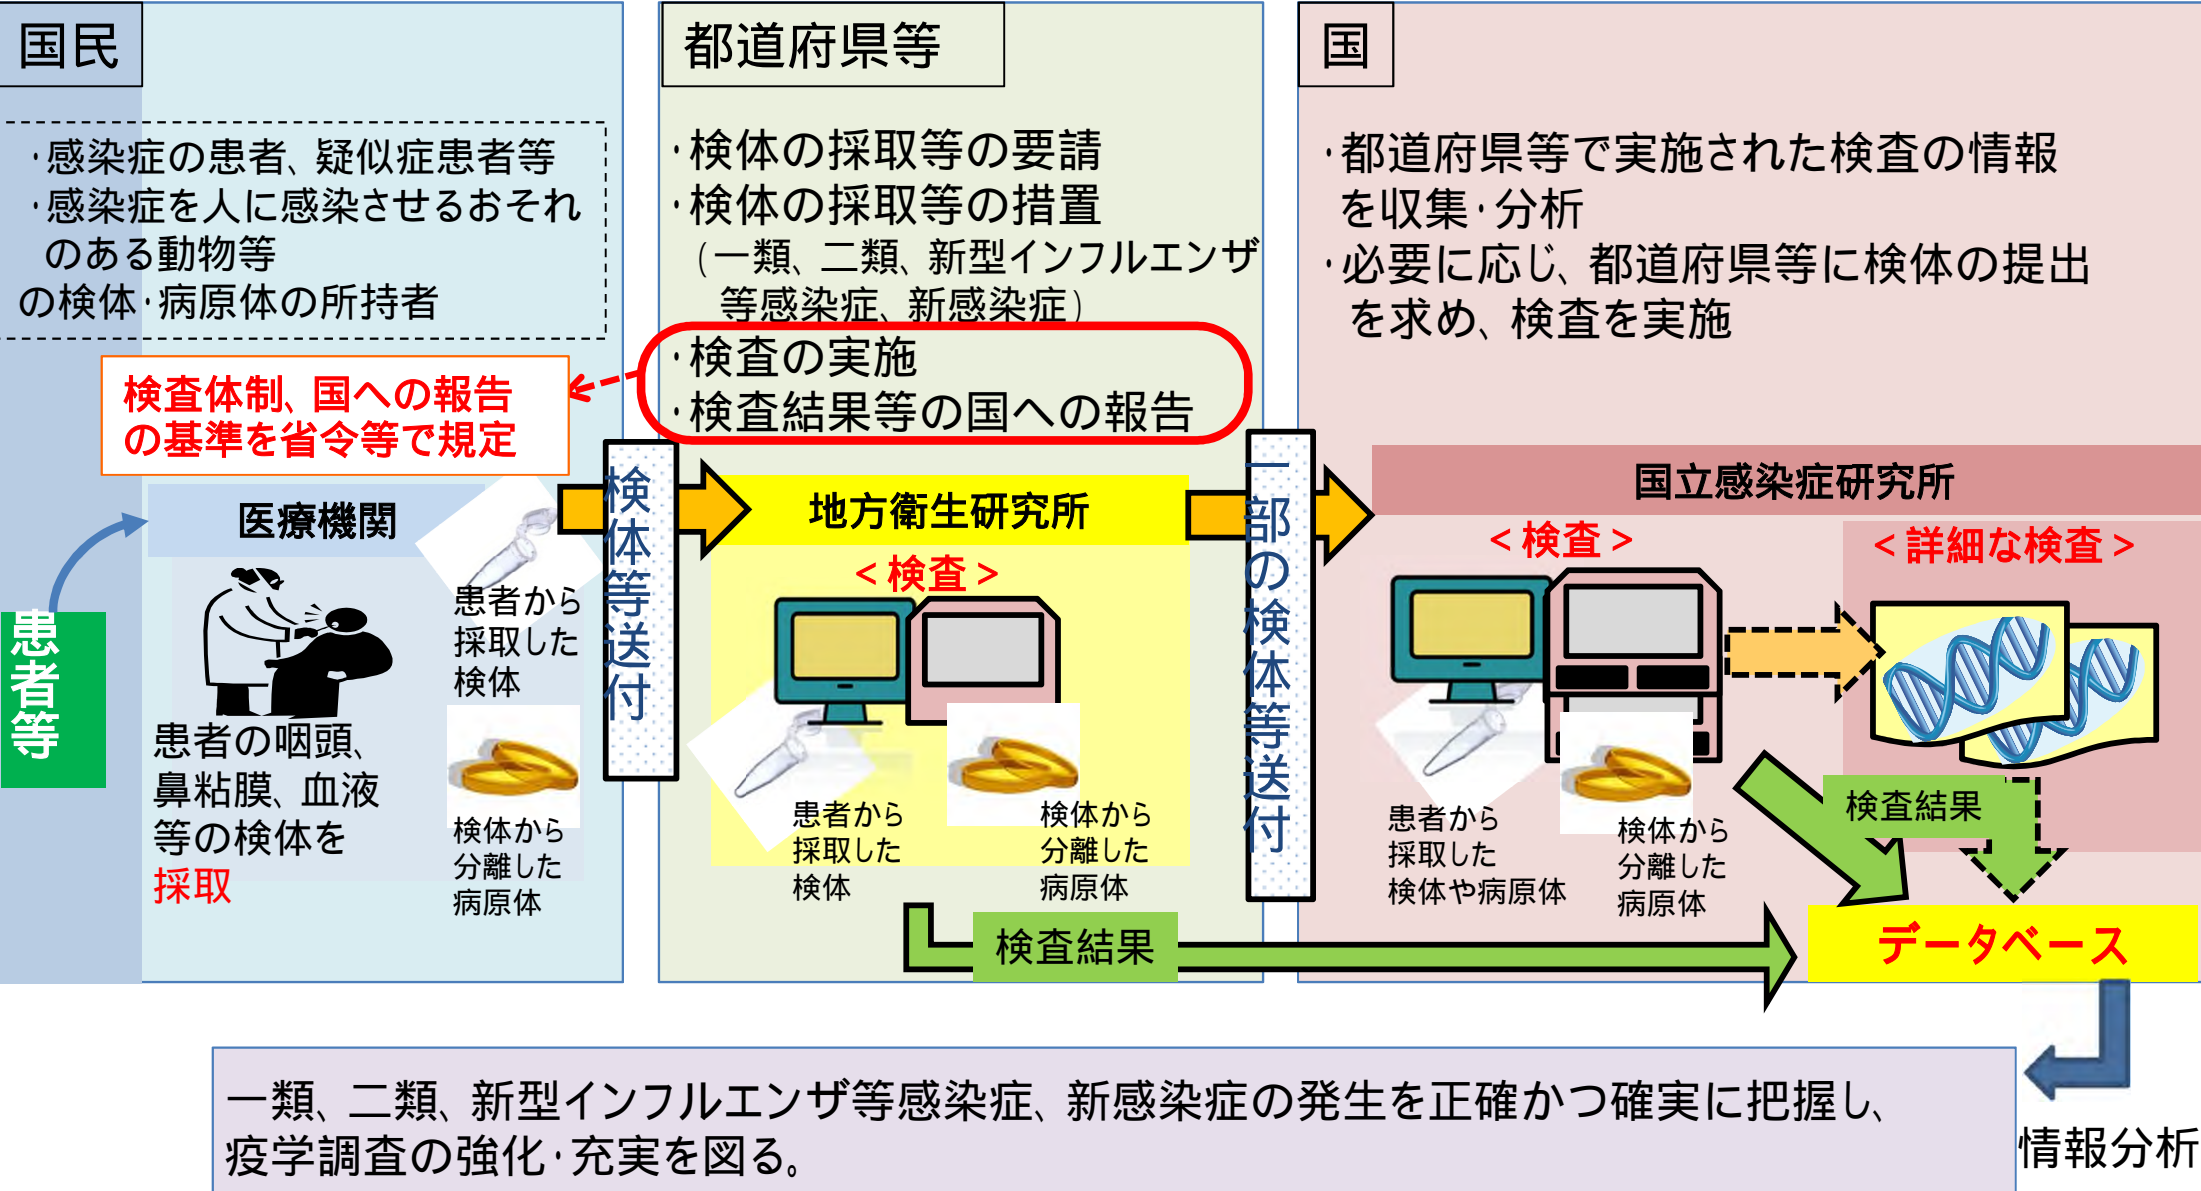 国民
・感染症の患者、疑似症患者等
・感染症を人に感染させるおそれ
のある動物等
の検体・病原体の所持者
検査体制、国への報告
の基準を省令等で規定
患者等
医療機関
患者から
採取した
検体
患者の咽頭、
鼻粘膜、血液
等の検体を
採取
検体から
分離した
病原体
検体等送付
都道府県等
・検体の採取等の要請
・検体の採取等の措置
(一類、二類、新型インフルエンザ
等感染症、新感染症)
・検査の実施
・検査結果等の国への報告
地方衛生研究所
<検査>
患者から
採取した
検体
検体から
分離した
病原体
検査結果
一部の検体等送付
国
・都道府県等で実施された検査の情報
を収集・分析
・必要に応じ、都道府県等に検体の提出
を求め、検査を実施
国立感染症研究所
<検査>
<詳細な検査>
患者から
採取した
検体や病原体
検体から
分離した
病原体
検査結果
データベース
情報分析
一類、二類、新型インフルエンザ等感染症、新感染症の発生を正確かつ確実に把握し、
疫学調査の強化・充実を図る。